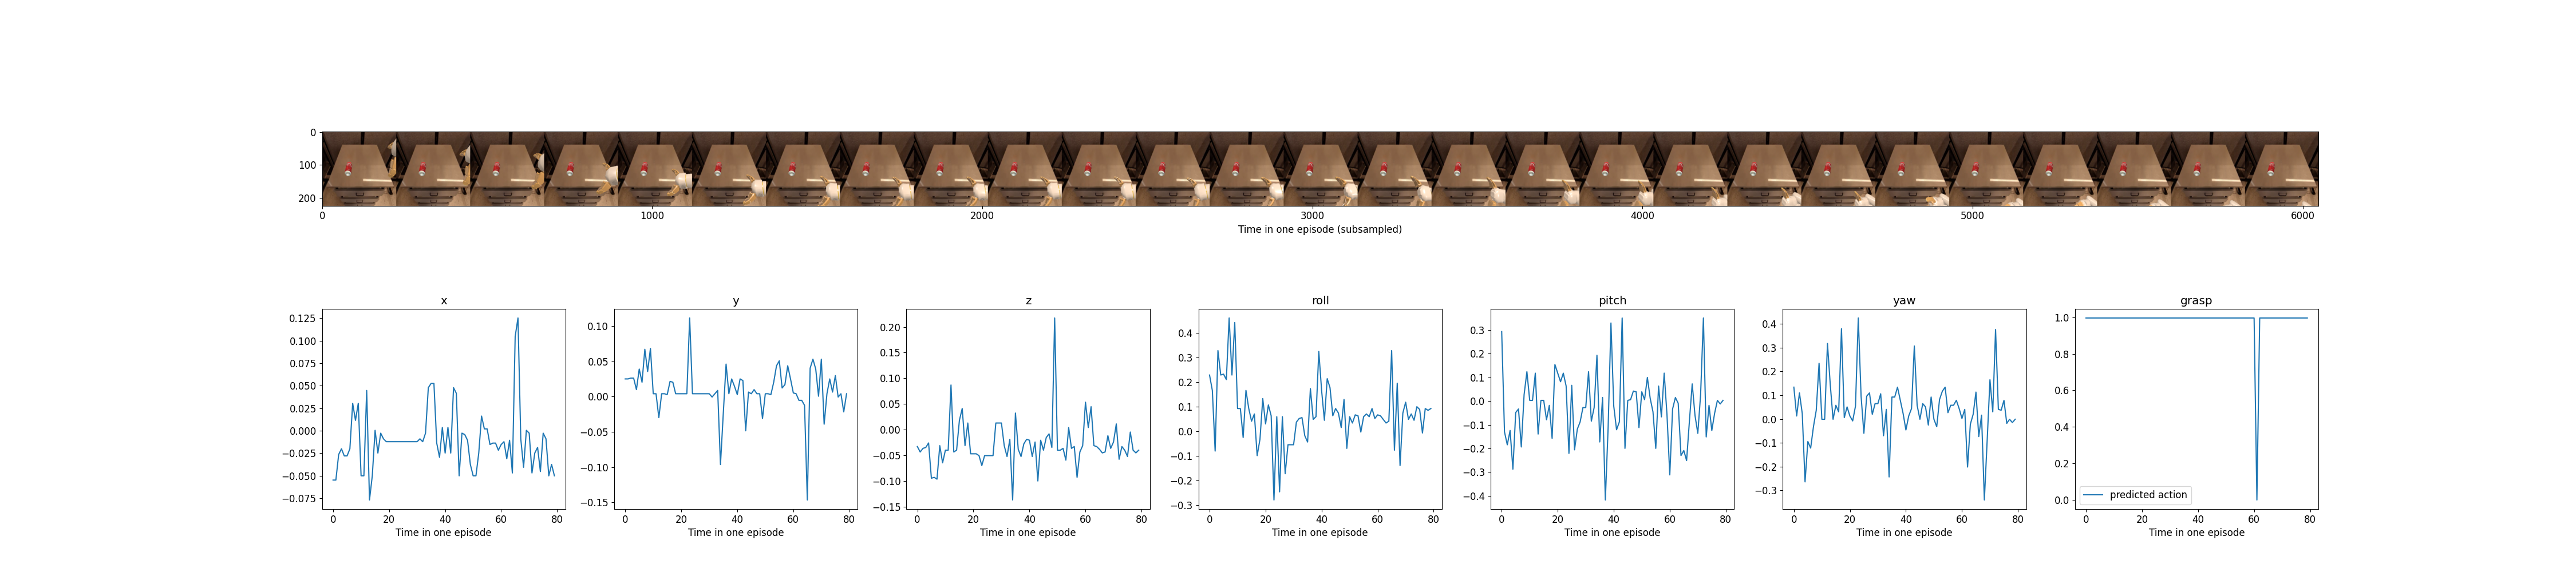 0
100
200
0 1000 2000 3000 4000 5000 6000
Time in one episode (subsampled)
x
0.125
0.100
0.075
0.050
0.025
0.000
−0.025
−0.050
−0.075
0 20 40 60 80
Time in one episode
y
0.10
0.05
0.00
−0.05
−0.10
−0.15
0 20 40 60 80
Time in one episode
z
0.20
0.15
0.10
0.05
0.00
−0.05
−0.10
−0.15
0 20 40 60 80
Time in one episode
roll
0.4
0.3
0.2
0.1
0.0
−0.1
−0.2
−0.3
0 20 40 60 80
Time in one episode
pitch
0.3
0.2
0.1
0.0
−0.1
−0.2
−0.3
−0.4
0 20 40 60 80
Time in one episode
yaw
0.4
0.3
0.2
0.1
0.0
−0.1
−0.2
−0.3
0 20 40 60 80
Time in one episode
grasp
1.0
0.8
0.6
0.4
0.2
0.0
predicted action
0 20 40 60 80
Time in one episode